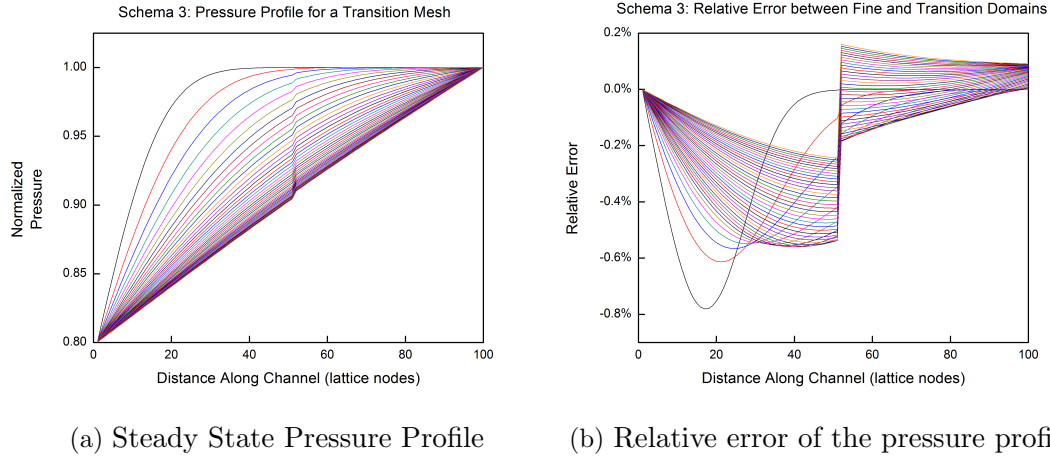 Schema 3: Pressure Profile for a Transition Mesh
1.00
0.95
0.90
0.85
0.80
Normalized
Pressure
0
20
40
60
80
100
Distance Along Channel (lattice nodes)
(a) Steady State Pressure Profile
Schema 3: Relative Error between Fine and Transition Domains
0.2%
0.0%
-0.2%
-0.4%
-0.6%
-0.8%
Relative Error
0
20
40
60
80
100
Distance Along Channel (lattice nodes)
(b) Relative error of the pressure profi